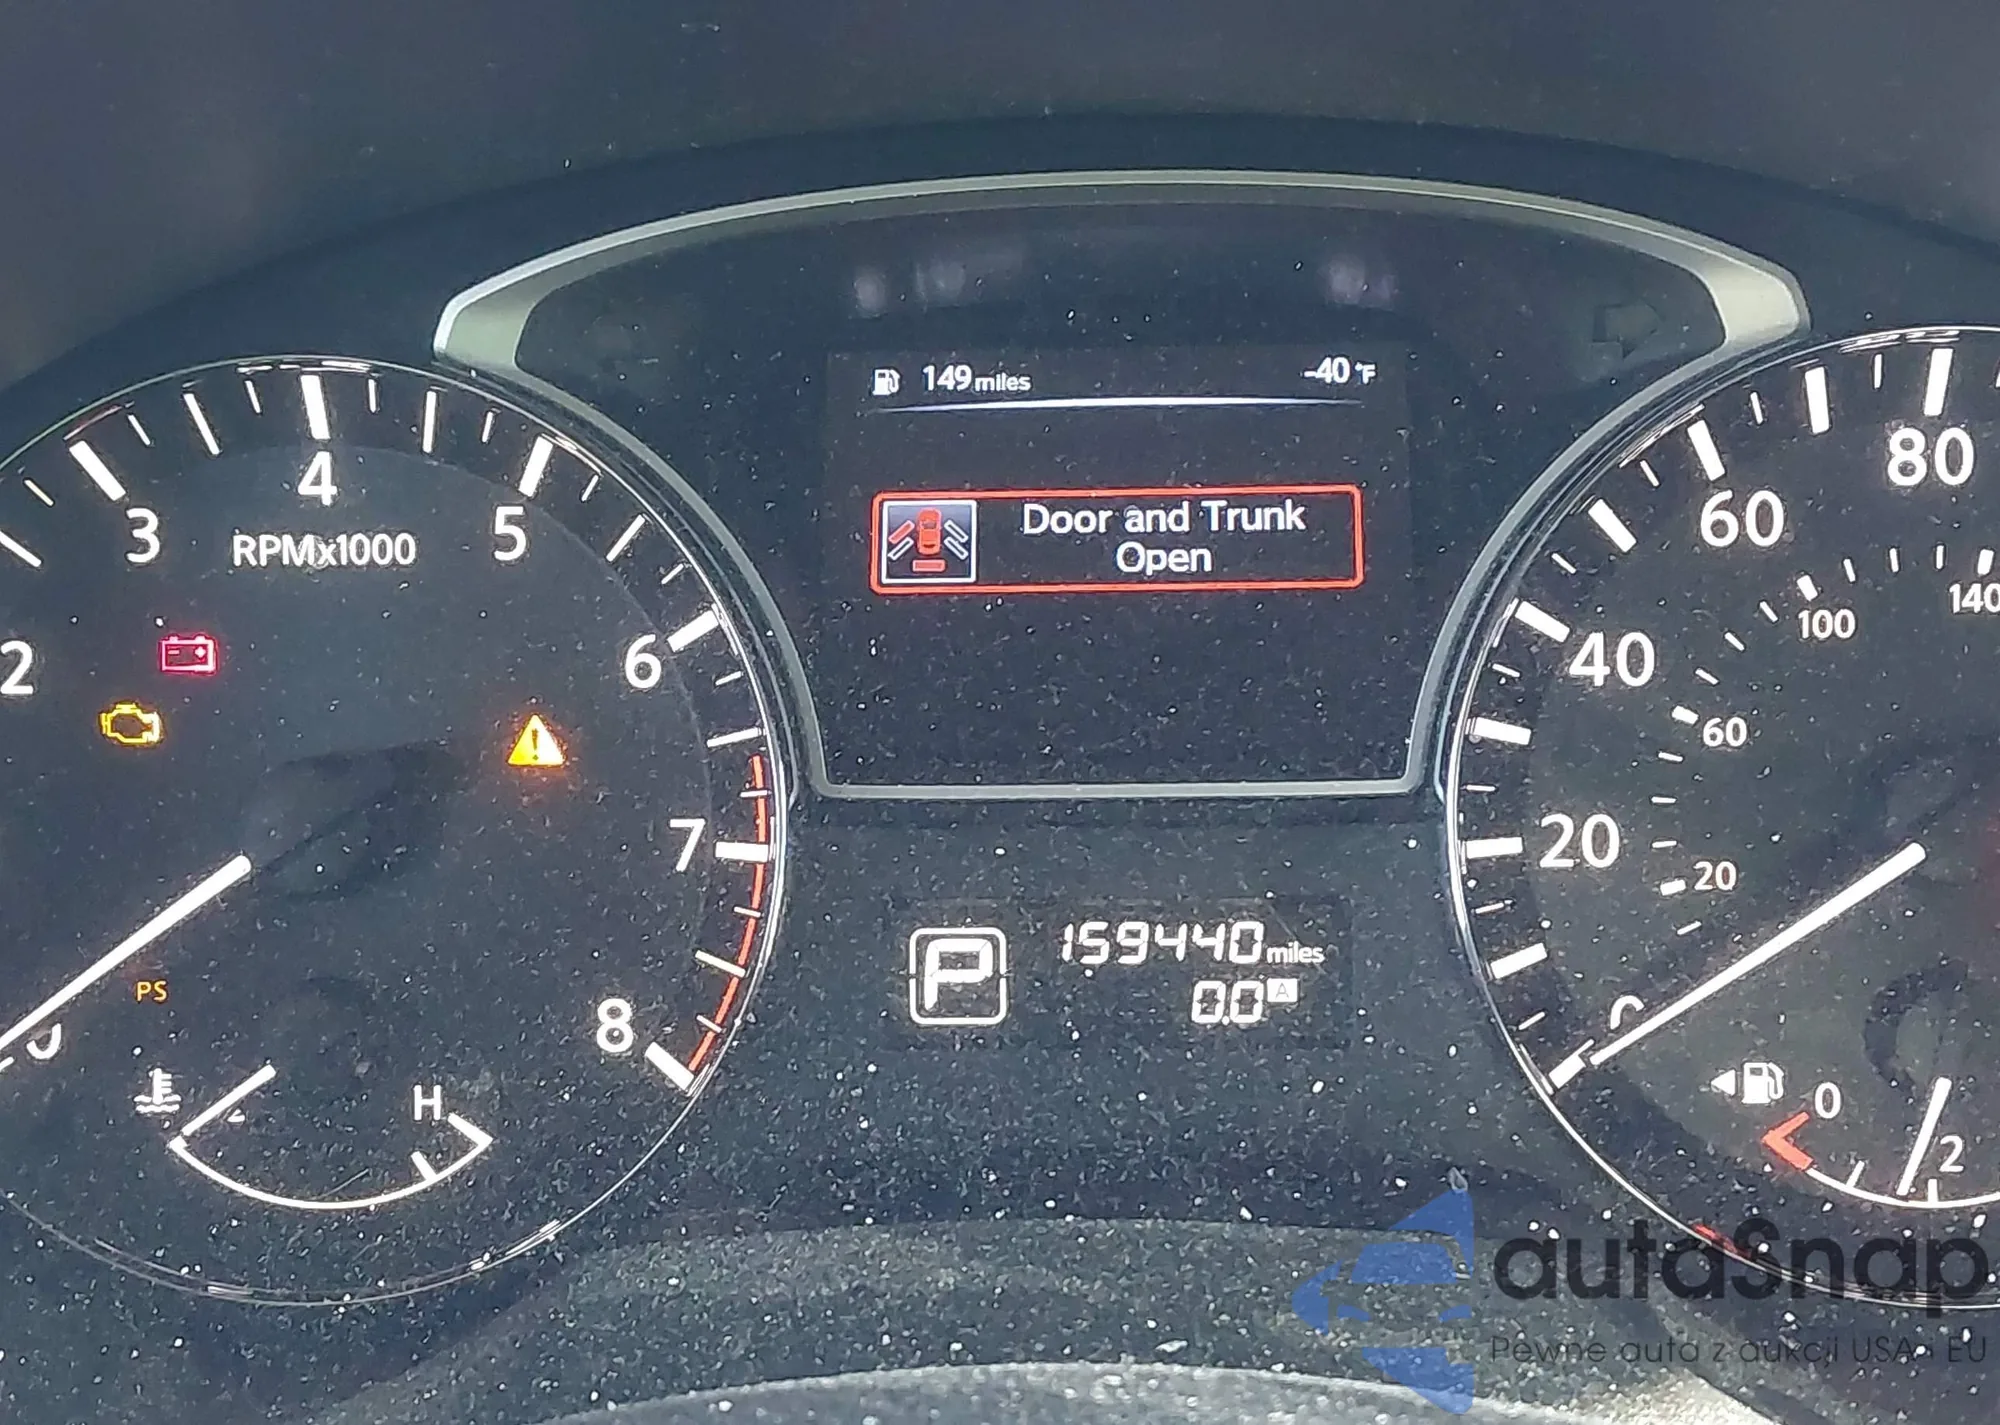 149 miles -40 °F
Door and Trunk
Open
2 3 4 5 6 7 8
RPMx1000
PS
H
P
159440 miles
0.0 A
20 40 60 80
20 60 100 140
0 2
autaSnap
Pewne auta z aukcji USA i EU